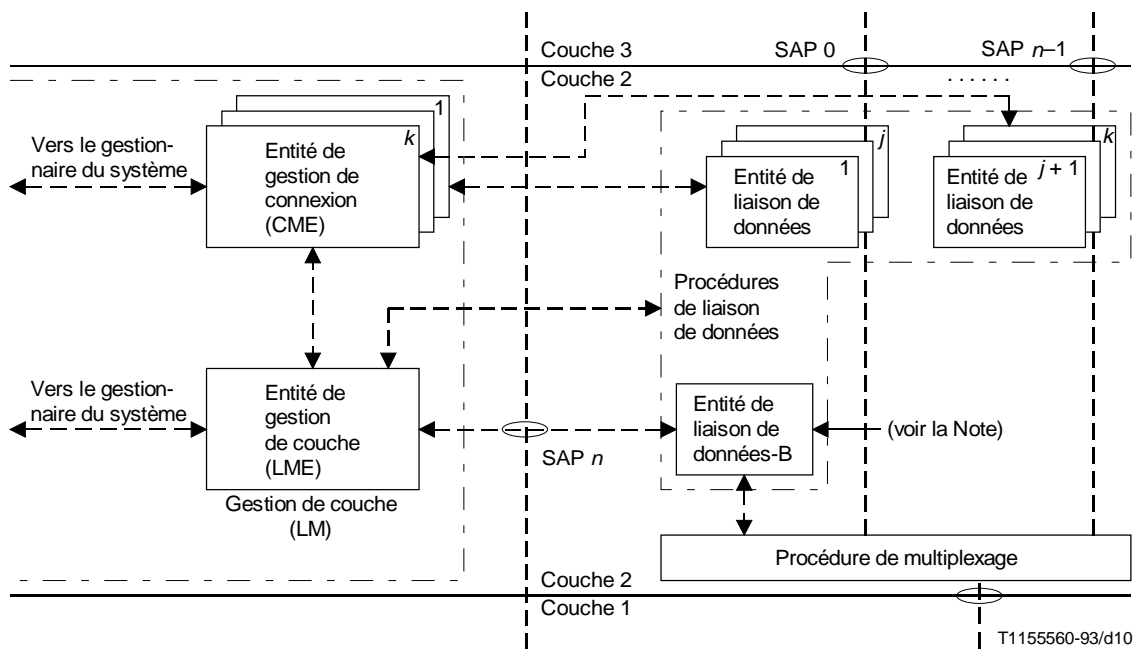 Couche 3
SAP 0
SAP n–1
Couche 2
. . . . . .
Vers le gestion-
naire du système
1
k
Entité de
gestion de
connexion
(CME)
j
1
Entité de
liaison de
données
k
j + 1
Entité de
liaison de
données
Procédures
de liaison
de données
Vers le gestion-
naire du système
Entité de
gestion
de couche
(LME)
Gestion de couche
(LM)
SAP n
Entité de
liaison de
données-B
(voir la Note)
Procédure de multiplexage
Couche 2
Couche 1
T1155560-93/d10